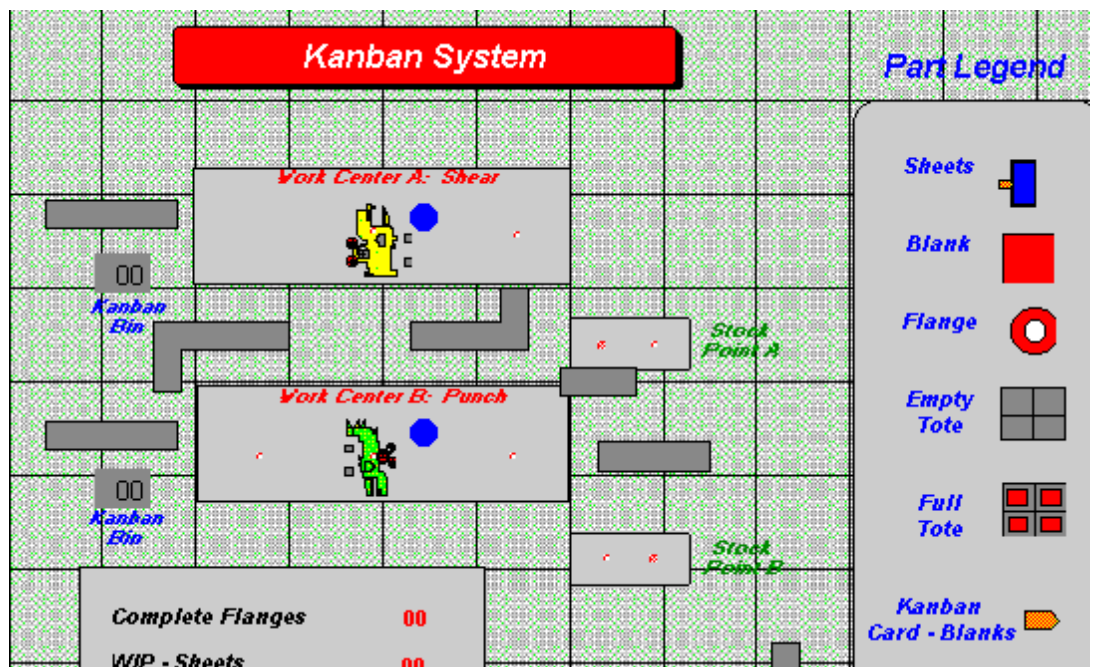 Kanban System
Part Legend
Work Center A: Shear
Sheets
00
Kanban
Bin
Blank
Flange
Stock
Point A
Work Center B: Punch
Empty
Tote
00
Kanban
Bin
Full
Tote
Stock
Point B
Complete Flanges 00
WIP - Sheets 00
Kanban
Card - Blanks